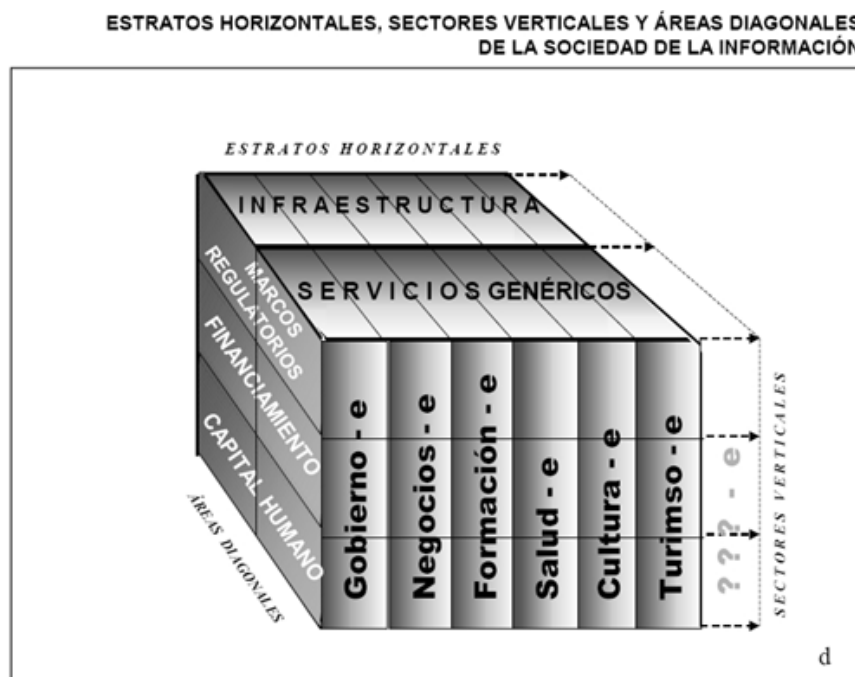 ESTRATOS HORIZONTALES, SECTORES VERTICALES Y ÁREAS DIAGONALES
DE LA SOCIEDAD DE LA INFORMACIÓN
ESTRATOS HORIZONTALES
INFRAESTRUCTURA
SERVICIOS GENÉRICOS
MARCOS
REGULATORIOS
FINANCIAMIENTO
CAPITAL HUMANO
ÁREAS DIAGONALES
Gobierno - e
Negocios - e
Formación - e
Salud - e
Cultura - e
Turimso - e
? ? ? - e
SECTORES VERTICALES
d